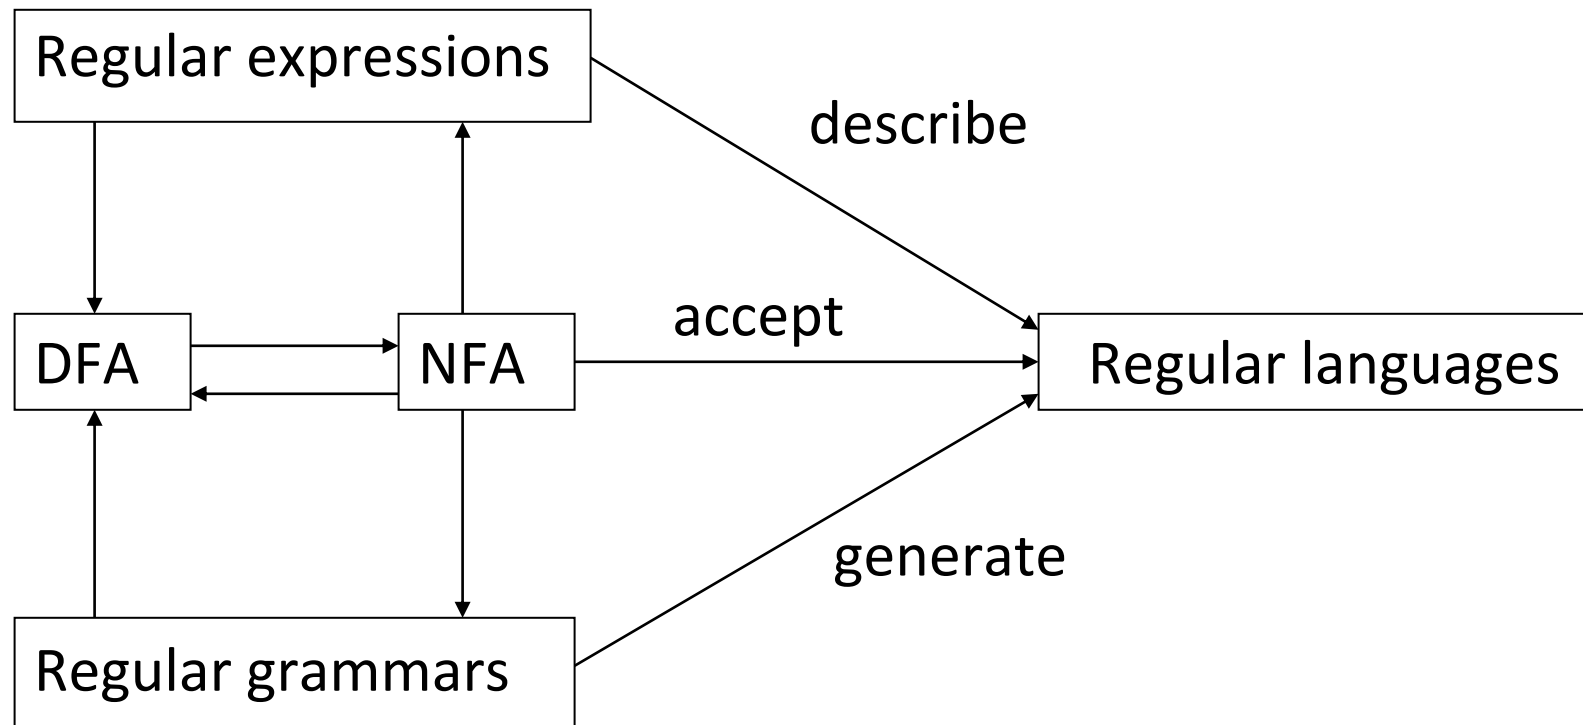 Regular expressions
describe
accept
DFA
NFA
Regular languages
generate
Regular grammars